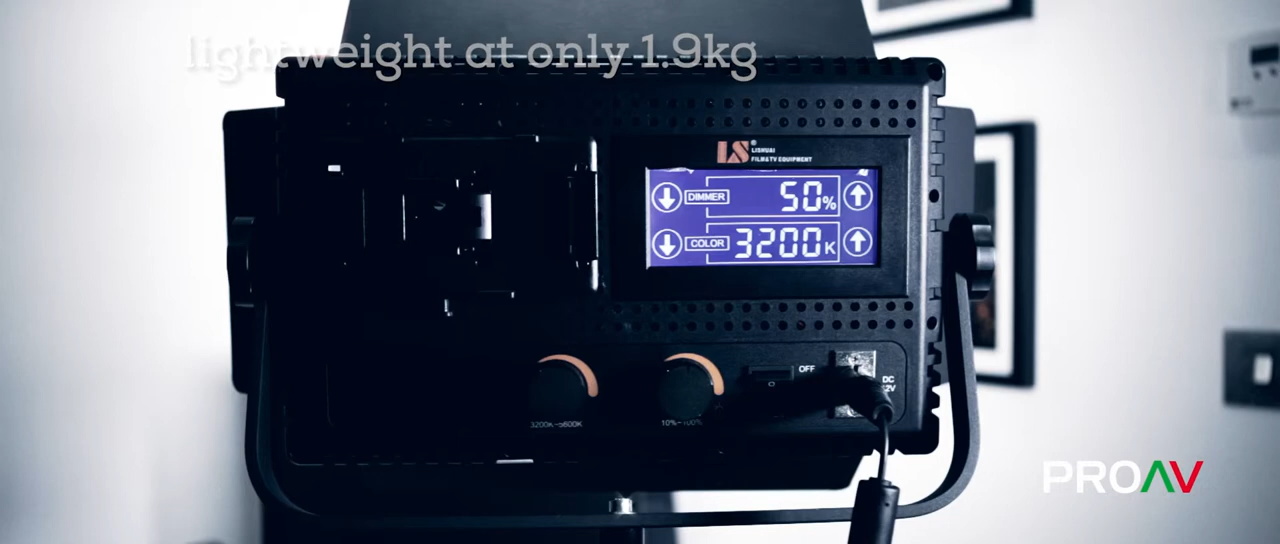 lightweight at only 1.9kg
LS®
LISHUAI
FILM&TV EQUIPMENT
DIMMER 50%
COLOR 3200K
OFF
DC
12V
3200K~5600K
10%~100%
PROAV